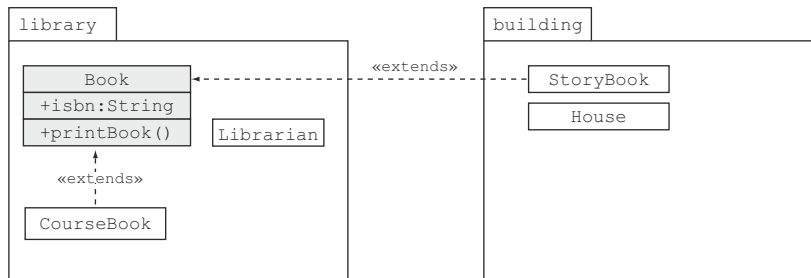 library
building
Book
+isbn:String
+printBook()
«extends»
CourseBook
Librarian
«extends»
StoryBook
House